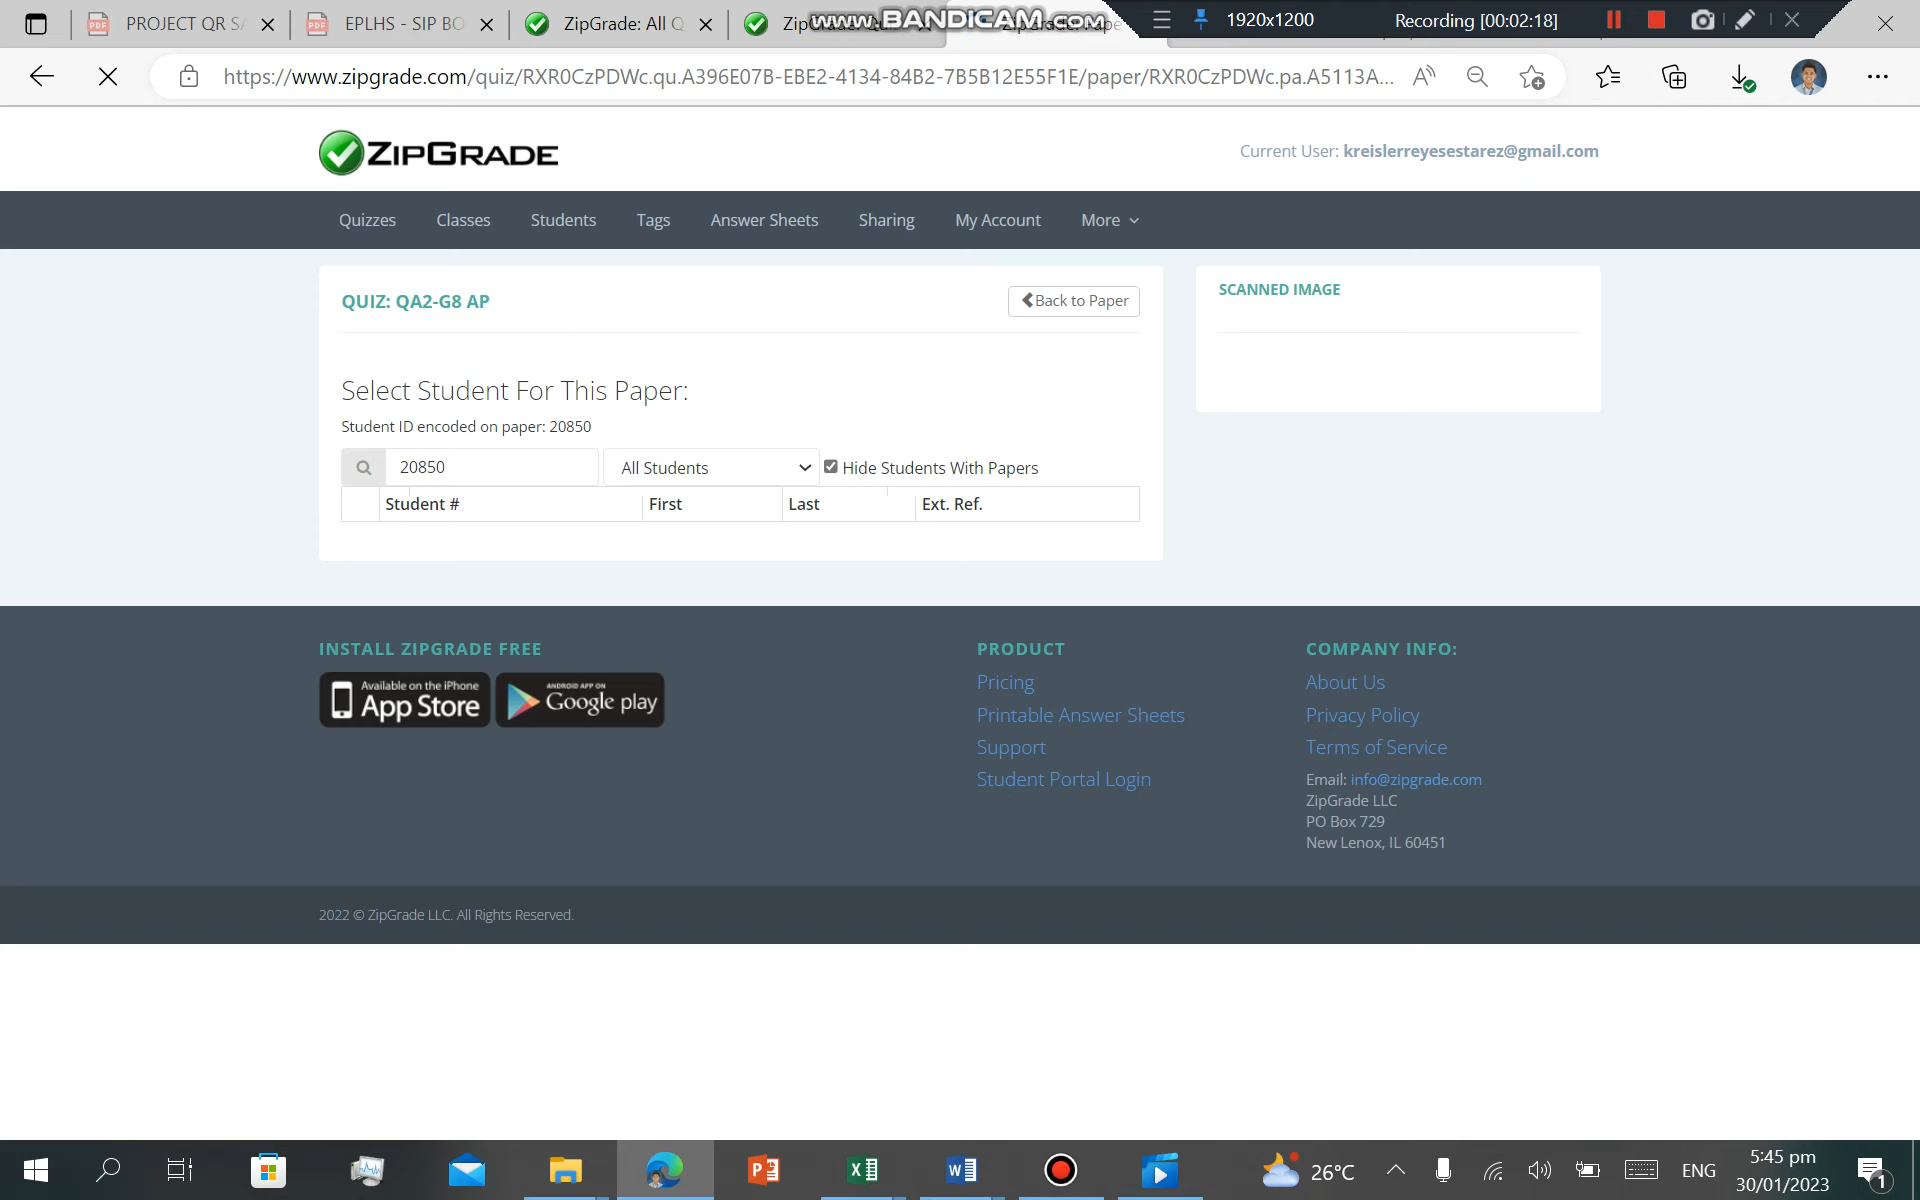 PROJECT QR SA
EPLHS - SIP BO
ZipGrade: All Q
www.BANDICAM.com
1920x1200
Recording [00:02:18]
https://www.zipgrade.com/quiz/RXR0CzPDWc.qu.A396E07B-EBE2-4134-84B2-7B5B12E55F1E/paper/RXR0CzPDWc.pa.A5113A...
ZIPGRADE
Current User: kreislerreyesestarez@gmail.com
Quizzes
Classes
Students
Tags
Answer Sheets
Sharing
My Account
More
QUIZ: QA2-G8 AP
Back to Paper
SCANNED IMAGE
Select Student For This Paper:
Student ID encoded on paper: 20850
20850
All Students
Hide Students With Papers
Student #
First
Last
Ext. Ref.
INSTALL ZIPGRADE FREE
Available on the iPhone
App Store
ANDROID APP ON
Google play
PRODUCT
Pricing
Printable Answer Sheets
Support
Student Portal Login
COMPANY INFO:
About Us
Privacy Policy
Terms of Service
Email: info@zipgrade.com
ZipGrade LLC
PO Box 729
New Lenox, IL 60451
2022 © ZipGrade LLC. All Rights Reserved.
26°C
ENG
5:45 pm
30/01/2023
1